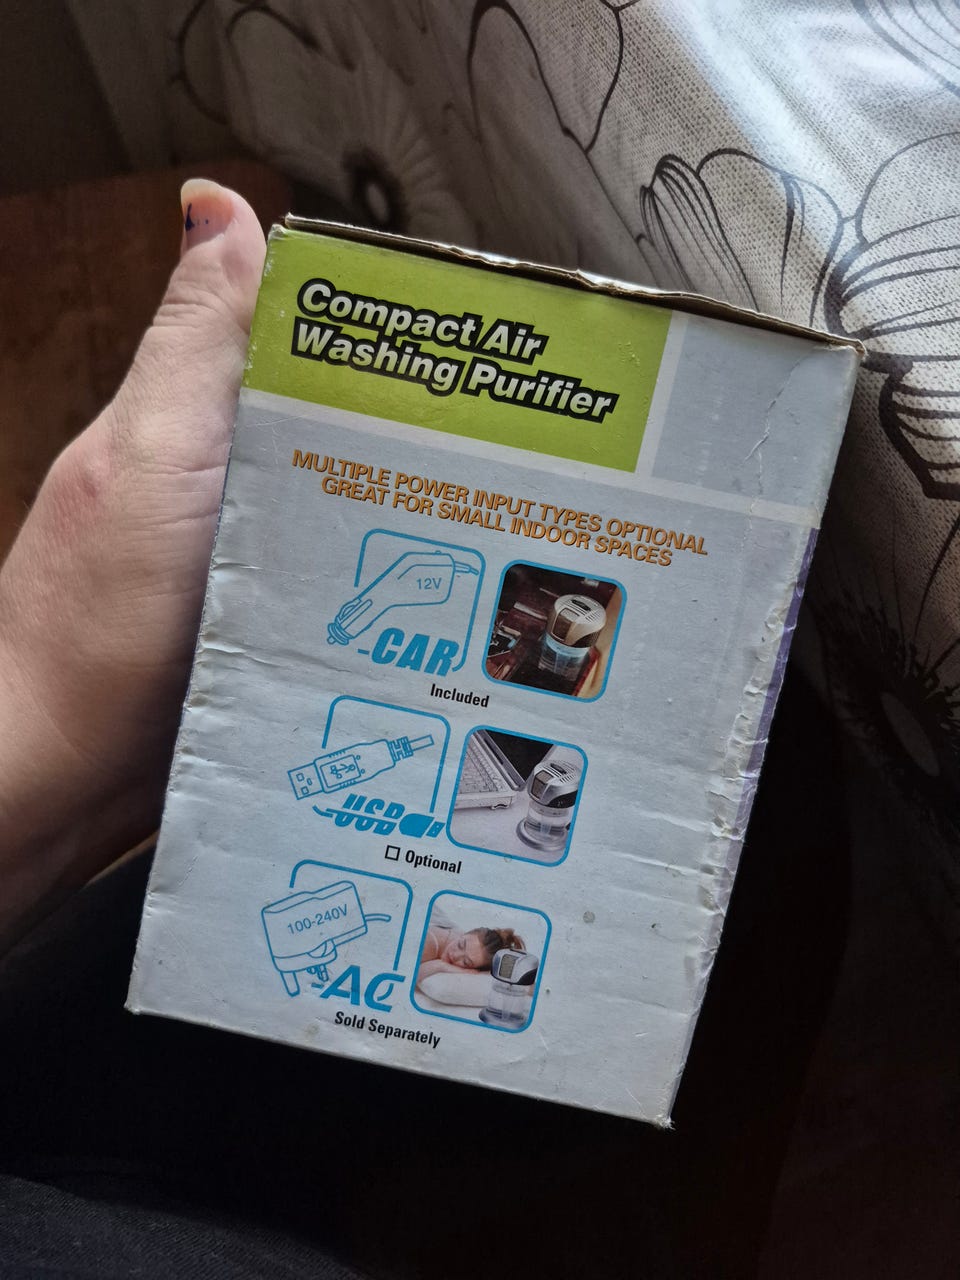 Compact Air
Washing Purifier
MULTIPLE POWER INPUT TYPES OPTIONAL
GREAT FOR SMALL INDOOR SPACES
12V
-CAR
Included
-USB
Optional
100-240V
-AC
Sold Separately